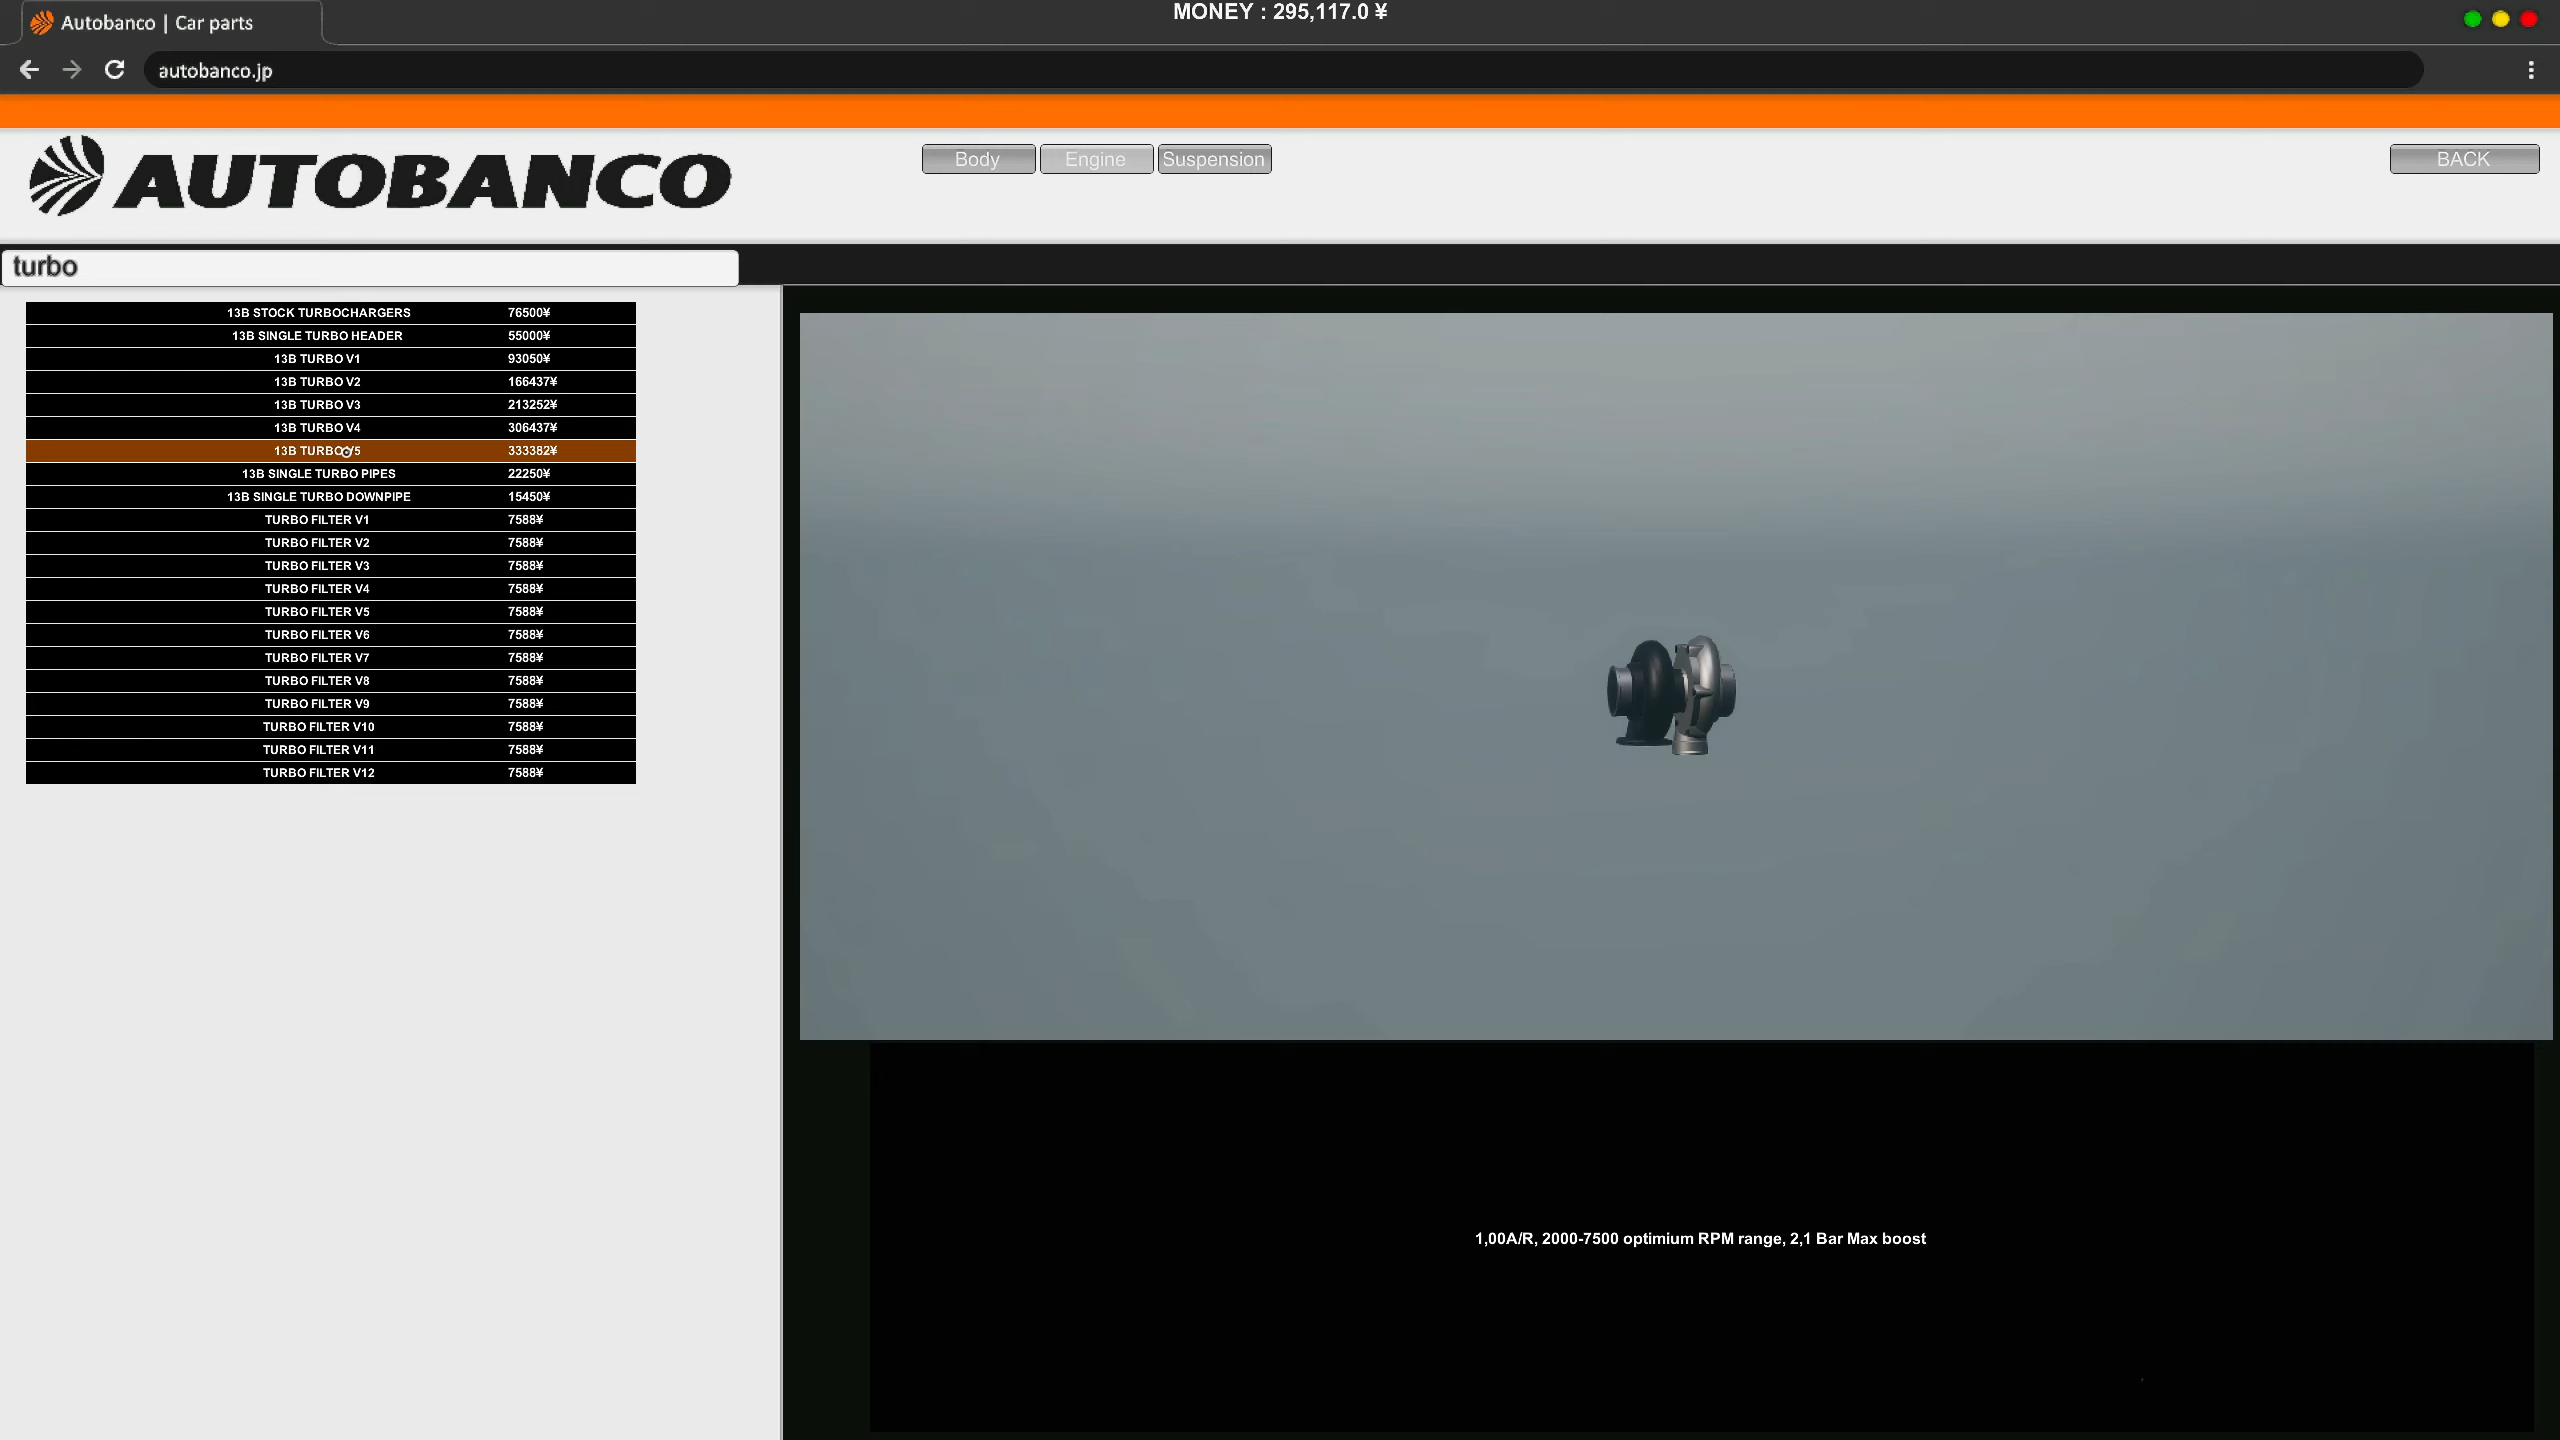 Autobanco | Car parts
MONEY : 295,117.0 ¥
autobanco.jp
AUTOBANCO
Body
Engine
Suspension
BACK
turbo
13B STOCK TURBOCHARGERS 76500¥
13B SINGLE TURBO HEADER 55000¥
13B TURBO V1 93050¥
13B TURBO V2 166437¥
13B TURBO V3 213252¥
13B TURBO V4 306437¥
13B TURBO V5 333382¥
13B SINGLE TURBO PIPES 22250¥
13B SINGLE TURBO DOWNPIPE 15450¥
TURBO FILTER V1 7588¥
TURBO FILTER V2 7588¥
TURBO FILTER V3 7588¥
TURBO FILTER V4 7588¥
TURBO FILTER V5 7588¥
TURBO FILTER V6 7588¥
TURBO FILTER V7 7588¥
TURBO FILTER V8 7588¥
TURBO FILTER V9 7588¥
TURBO FILTER V10 7588¥
TURBO FILTER V11 7588¥
TURBO FILTER V12 7588¥
1,00A/R, 2000-7500 optimium RPM range, 2,1 Bar Max boost